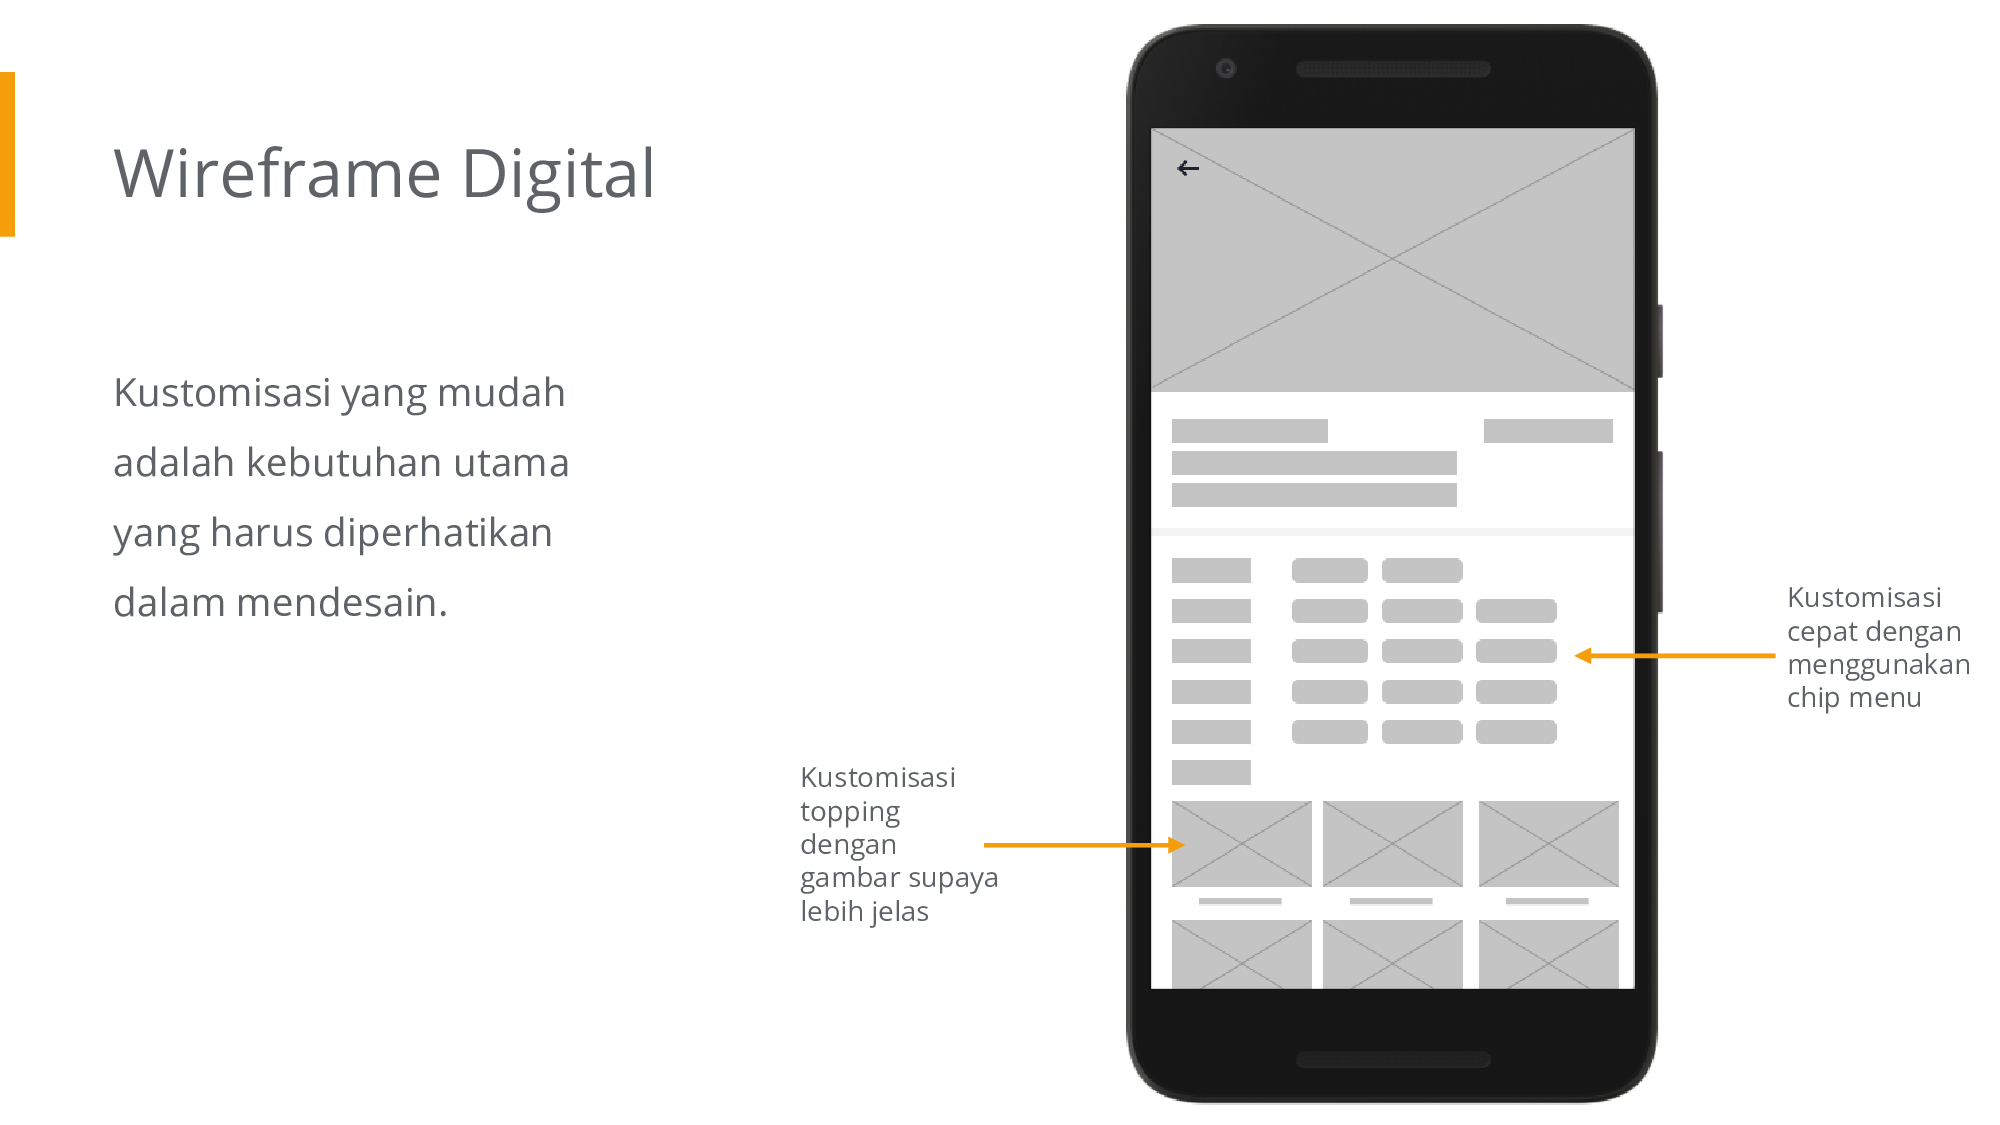 Wireframe Digital
Kustomisasi yang mudah
adalah kebutuhan utama
yang harus diperhatikan
dalam mendesain.
Kustomisasi
topping
dengan
gambar supaya
lebih jelas
Kustomisasi
cepat dengan
menggunakan
chip menu